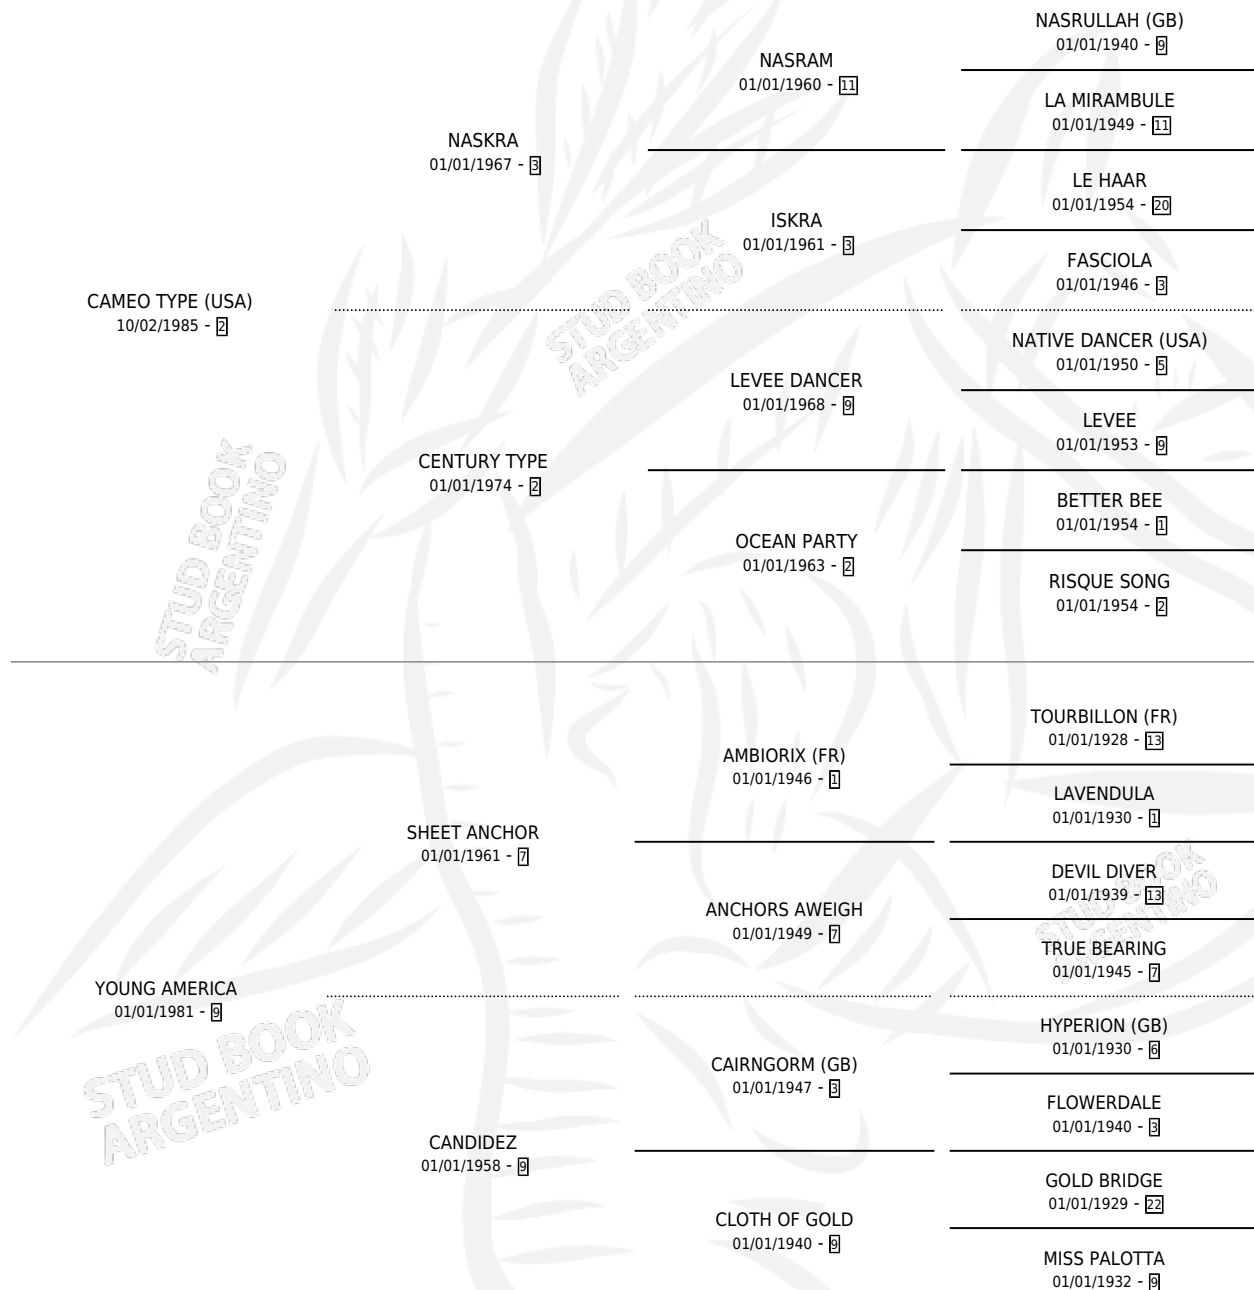 NASRULLAH (GB)
01/01/1940 - 9
NASRAM
01/01/1960 - 11
LA MIRAMBULE
01/01/1949 - 11
NASKRA
01/01/1967 - 3
LE HAAR
01/01/1954 - 20
ISKRA
01/01/1961 - 3
FASCIOLA
01/01/1946 - 3
CAMEO TYPE (USA)
10/02/1985 - 2
NATIVE DANCER (USA)
01/01/1950 - 5
LEVEE DANCER
01/01/1968 - 9
LEVEE
01/01/1953 - 9
CENTURY TYPE
01/01/1974 - 2
BETTER BEE
01/01/1954 - 1
OCEAN PARTY
01/01/1963 - 2
RISQUE SONG
01/01/1954 - 2
TOURBILLON (FR)
01/01/1928 - 13
AMBIORIX (FR)
01/01/1946 - 1
LAVENDULA
01/01/1930 - 1
SHEET ANCHOR
01/01/1961 - 7
DEVIL DIVER
01/01/1939 - 13
ANCHORS AWEIGH
01/01/1949 - 7
TRUE BEARING
01/01/1945 - 7
YOUNG AMERICA
01/01/1981 - 9
HYPERION (GB)
01/01/1930 - 6
CAIRNGORM (GB)
01/01/1947 - 3
FLOWERDALE
01/01/1940 - 3
CANDIDEZ
01/01/1958 - 9
GOLD BRIDGE
01/01/1929 - 22
CLOTH OF GOLD
01/01/1940 - 9
MISS PALOTTA
01/01/1932 - 9
STUD BOOK
ARGENTINO
STUD BOOK
ARGENTINO
STUD BOOK
ARGENTINO
STUD BOOK
ARGENTINO